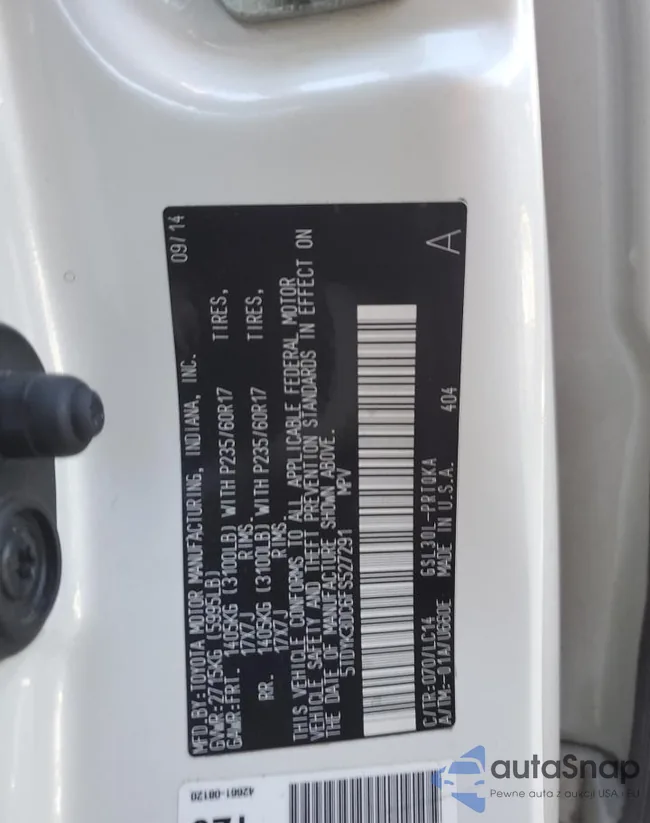 MFD.BY:TOYOTA MOTOR MANUFACTURING, INDIANA, INC. 09/14
GVWR:2715KG (5995LB)
GAWR:FRT. 1405KG (3100LB) WITH P235/60R17 TIRES,
17X7J RIMS.
RR. 1405KG (3100LB) WITH P235/60R17 TIRES,
17X7J RIMS.
THIS VEHICLE CONFORMS TO ALL APPLICABLE FEDERAL MOTOR
VEHICLE SAFETY AND THEFT PREVENTION STANDARDS IN EFFECT ON
THE DATE OF MANUFACTURE SHOWN ABOVE.
5TDYK3DC6FS527291 MPV
C/TR:070/LC14 GSL30L-PRTQKA 404
A/TM:-01A/U660E MADE IN U.S.A. A
42661-08120
autoSnap
Pewne auta z aukcji USA i EU